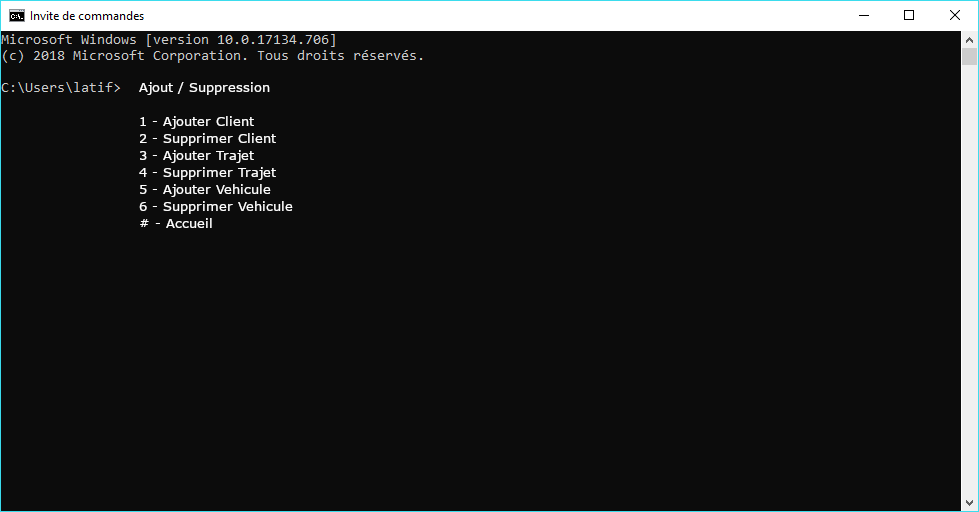 Invite de commandes
Microsoft Windows [version 10.0.17134.706]
(c) 2018 Microsoft Corporation. Tous droits réservés.
C:\Users\latif> Ajout / Suppression
1 - Ajouter Client
2 - Supprimer Client
3 - Ajouter Trajet
4 - Supprimer Trajet
5 - Ajouter Vehicule
6 - Supprimer Vehicule
# - Accueil